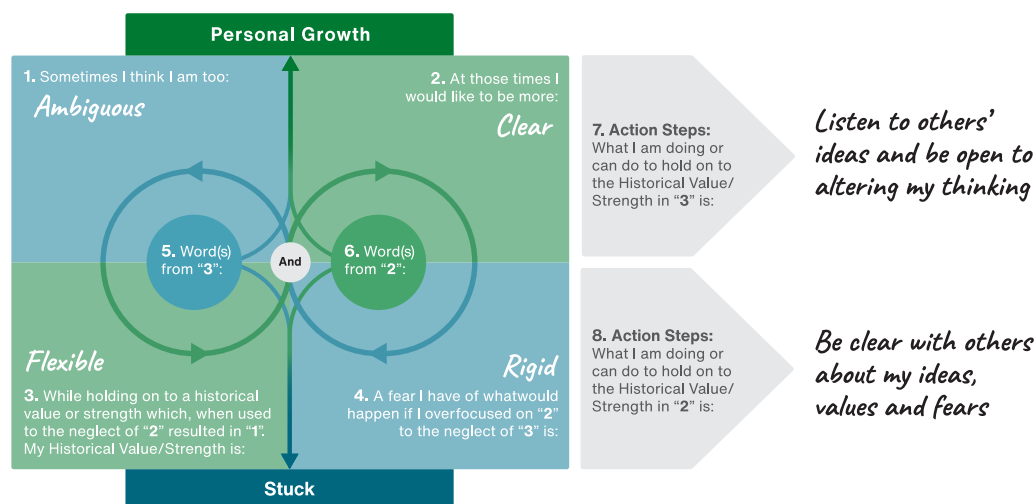 Personal Growth
1. Sometimes I think I am too:
Ambiguous
2. At those times I
would like to be more:
Clear
5. Word(s)
from “3”:
And
6. Word(s)
from “2”:
Flexible
3. While holding on to a historical
value or strength which, when used
to the neglect of “2” resulted in “1”.
My Historical Value/Strength is:
Rigid
4. A fear I have of whatwould
happen if I overfocused on “2”
to the neglect of “3” is:
Stuck
7. Action Steps:
What I am doing or
can do to hold on to
the Historical Value/
Strength in “3” is:
Listen to others’
ideas and be open to
altering my thinking
8. Action Steps:
What I am doing or
can do to hold on to
the Historical Value/
Strength in “2” is:
Be clear with others
about my ideas,
values and fears